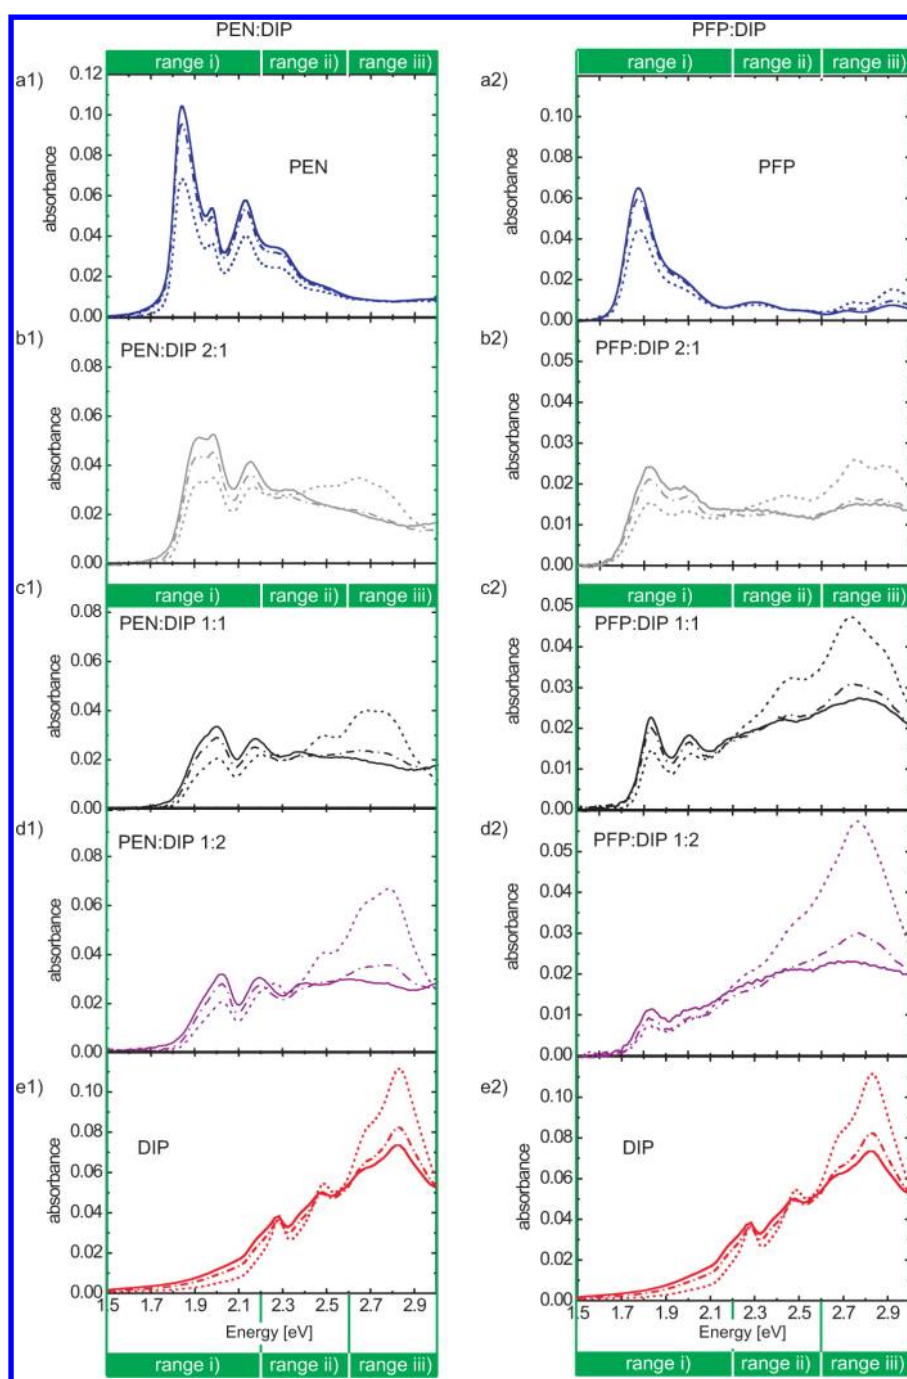 PEN:DIP PFP:DIP
range i) range ii) range iii) range i) range ii) range iii)
a1) 0.12 a2)
0.10 0.10
0.08 PEN 0.08 PFP
0.06 0.06
0.04 0.04
0.02 0.02
0.00 0.00
absorbance absorbance
b1) PEN:DIP 2:1 b2) PFP:DIP 2:1
0.08 0.05
0.06 0.04
0.04 0.03
0.02 0.02
0.00 0.01
0.00
absorbance absorbance
range i) range ii) range iii) range i) range ii) range iii)
c1) 0.08 PEN:DIP 1:1 c2) 0.05 PFP:DIP 1:1
0.06 0.04
0.04 0.03
0.02 0.02
0.00 0.01
0.00
absorbance absorbance
d1) PEN:DIP 1:2 d2) PFP:DIP 1:2
0.08 0.05
0.06 0.04
0.04 0.03
0.02 0.02
0.00 0.01
0.00
absorbance absorbance
e1) e2)
0.10 0.10
0.08 DIP 0.08 DIP
0.06 0.06
0.04 0.04
0.02 0.02
0.00 0.00
absorbance absorbance
1.5 1.7 1.9 2.1 2.3 2.5 2.7 2.9 1.5 1.7 1.9 2.1 2.3 2.5 2.7 2.9
Energy [eV] Energy [eV]
range i) range ii) range iii) range i) range ii) range iii)